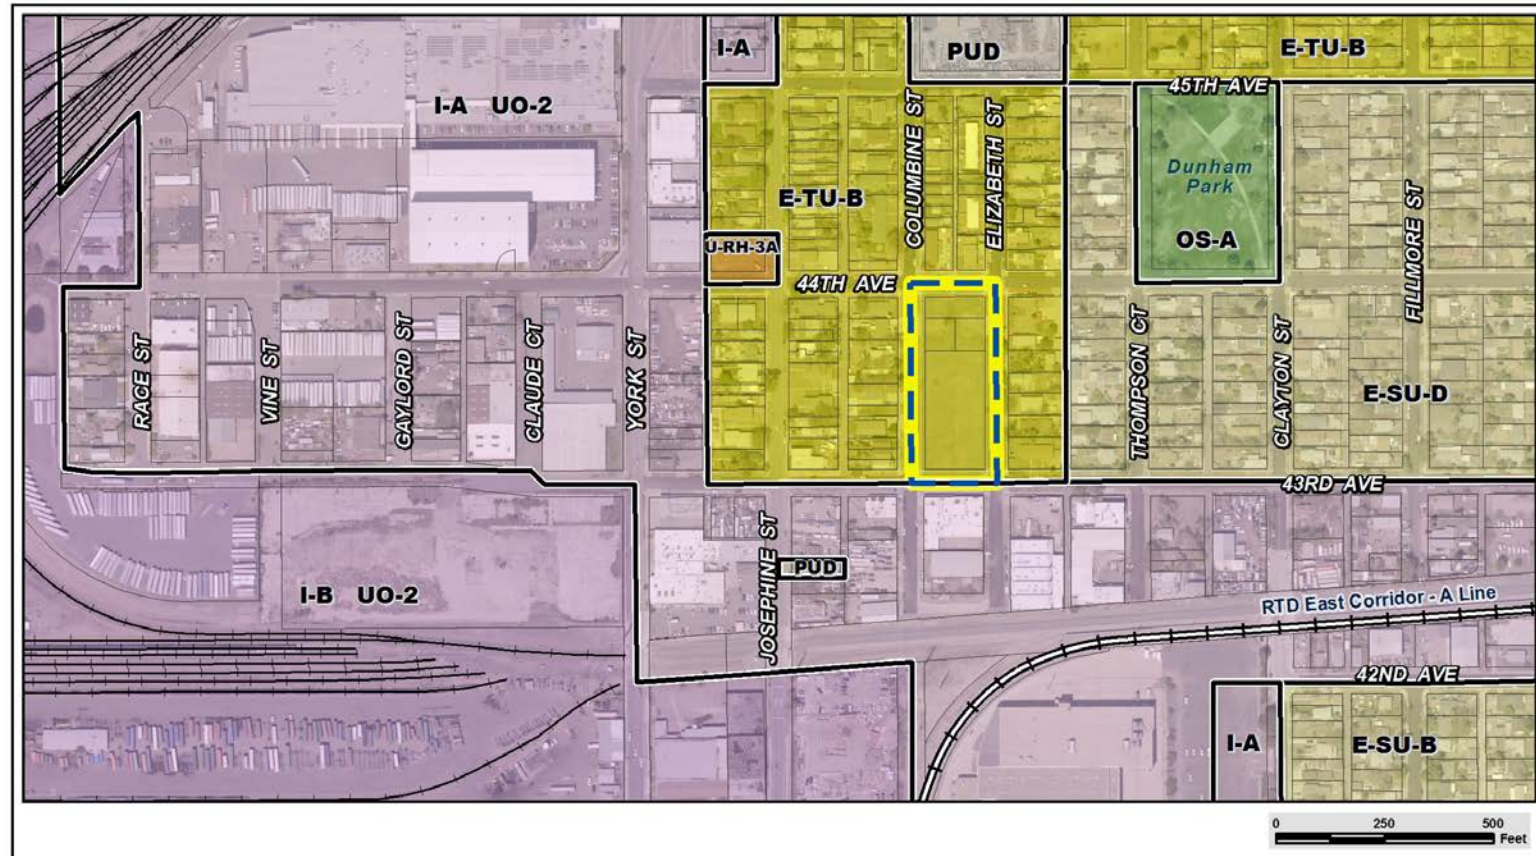 I-A
PUD
E-TU-B
45TH AVE
I-A UO-2
COLUMBINE ST
ELIZABETH ST
Dunham
Park
E-TU-B
FILLMORE ST
OS-A
U-RH-3A
44TH AVE
RACE ST
VINE ST
GAYLORD ST
CLAUDE CT
YORK ST
THOMPSON CT
CLAYTON ST
E-SU-D
43RD AVE
JOSEPHINE ST
PUD
I-B UO-2
RTD East Corridor - A Line
42ND AVE
I-A
E-SU-B
0 250 500
Feet